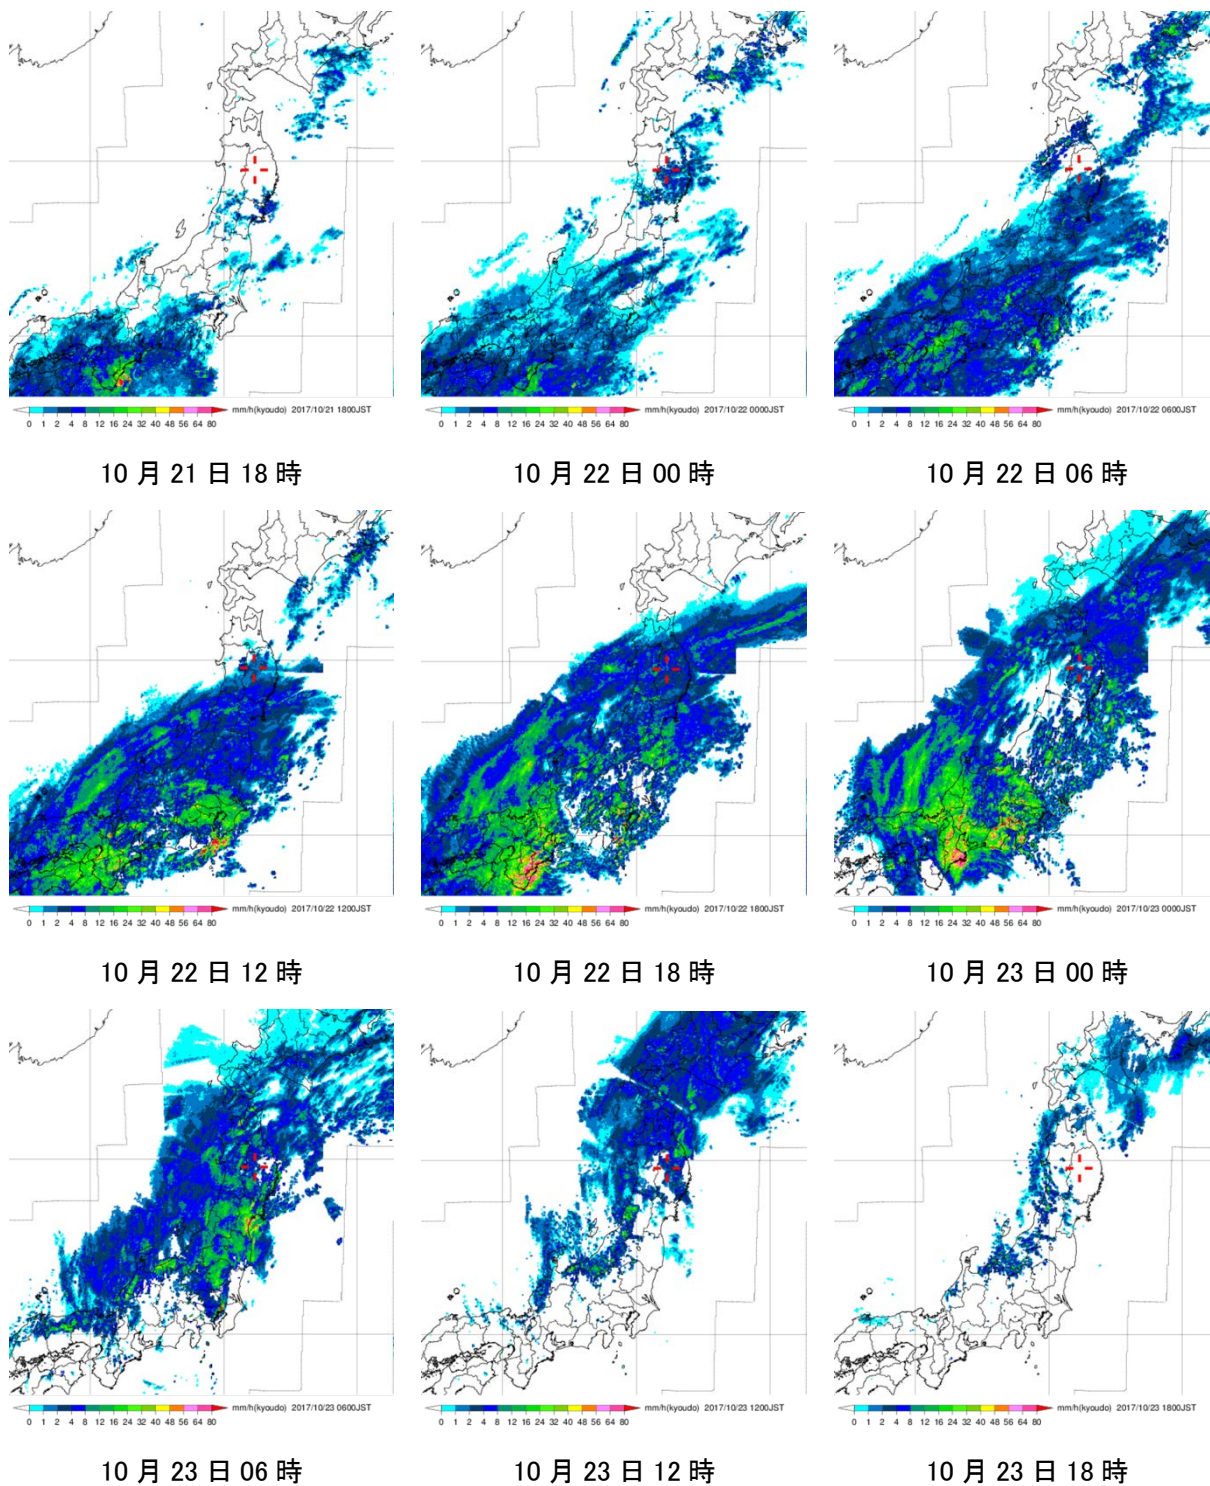 mm/h(kyoudo) 2017/10/21 1800JST
0 1 2 4 8 12 16 24 32 40 48 56 64 80
10 月 21 日 18 時
mm/h(kyoudo) 2017/10/22 0000JST
0 1 2 4 8 12 16 24 32 40 48 56 64 80
10 月 22 日 00 時
mm/h(kyoudo) 2017/10/22 0600JST
0 1 2 4 8 12 16 24 32 40 48 56 64 80
10 月 22 日 06 時
mm/h(kyoudo) 2017/10/22 1200JST
0 1 2 4 8 12 16 24 32 40 48 56 64 80
10 月 22 日 12 時
mm/h(kyoudo) 2017/10/22 1800JST
0 1 2 4 8 12 16 24 32 40 48 56 64 80
10 月 22 日 18 時
mm/h(kyoudo) 2017/10/23 0000JST
0 1 2 4 8 12 16 24 32 40 48 56 64 80
10 月 23 日 00 時
mm/h(kyoudo) 2017/10/23 0600JST
0 1 2 4 8 12 16 24 32 40 48 56 64 80
10 月 23 日 06 時
mm/h(kyoudo) 2017/10/23 1200JST
0 1 2 4 8 12 16 24 32 40 48 56 64 80
10 月 23 日 12 時
mm/h(kyoudo) 2017/10/23 1800JST
0 1 2 4 8 12 16 24 32 40 48 56 64 80
10 月 23 日 18 時